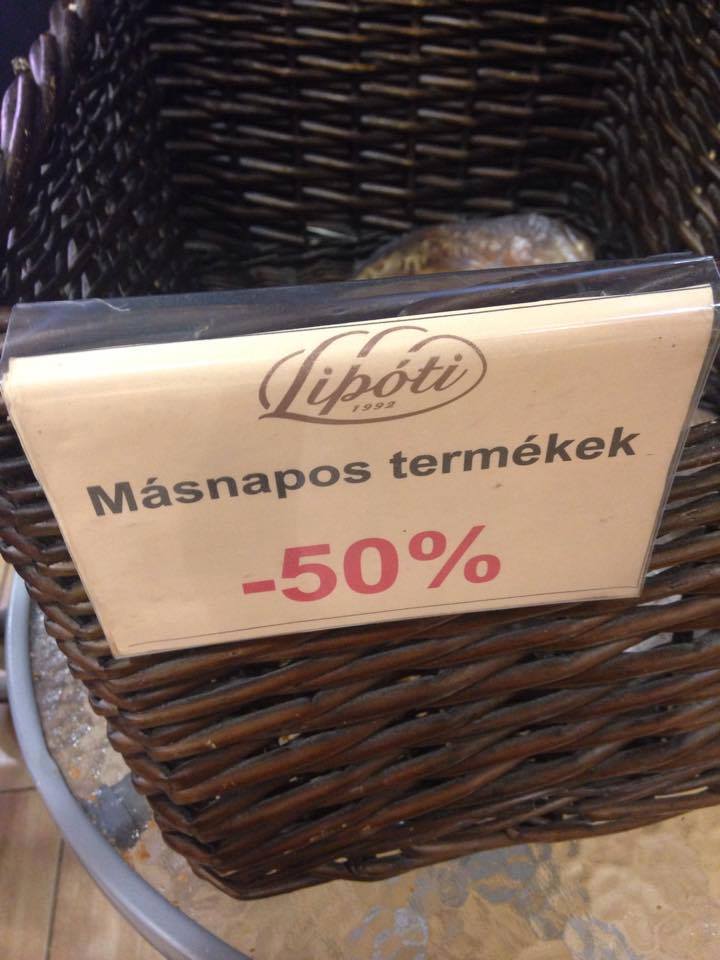 Lipóti
1992
Másnapos termékek
-50%